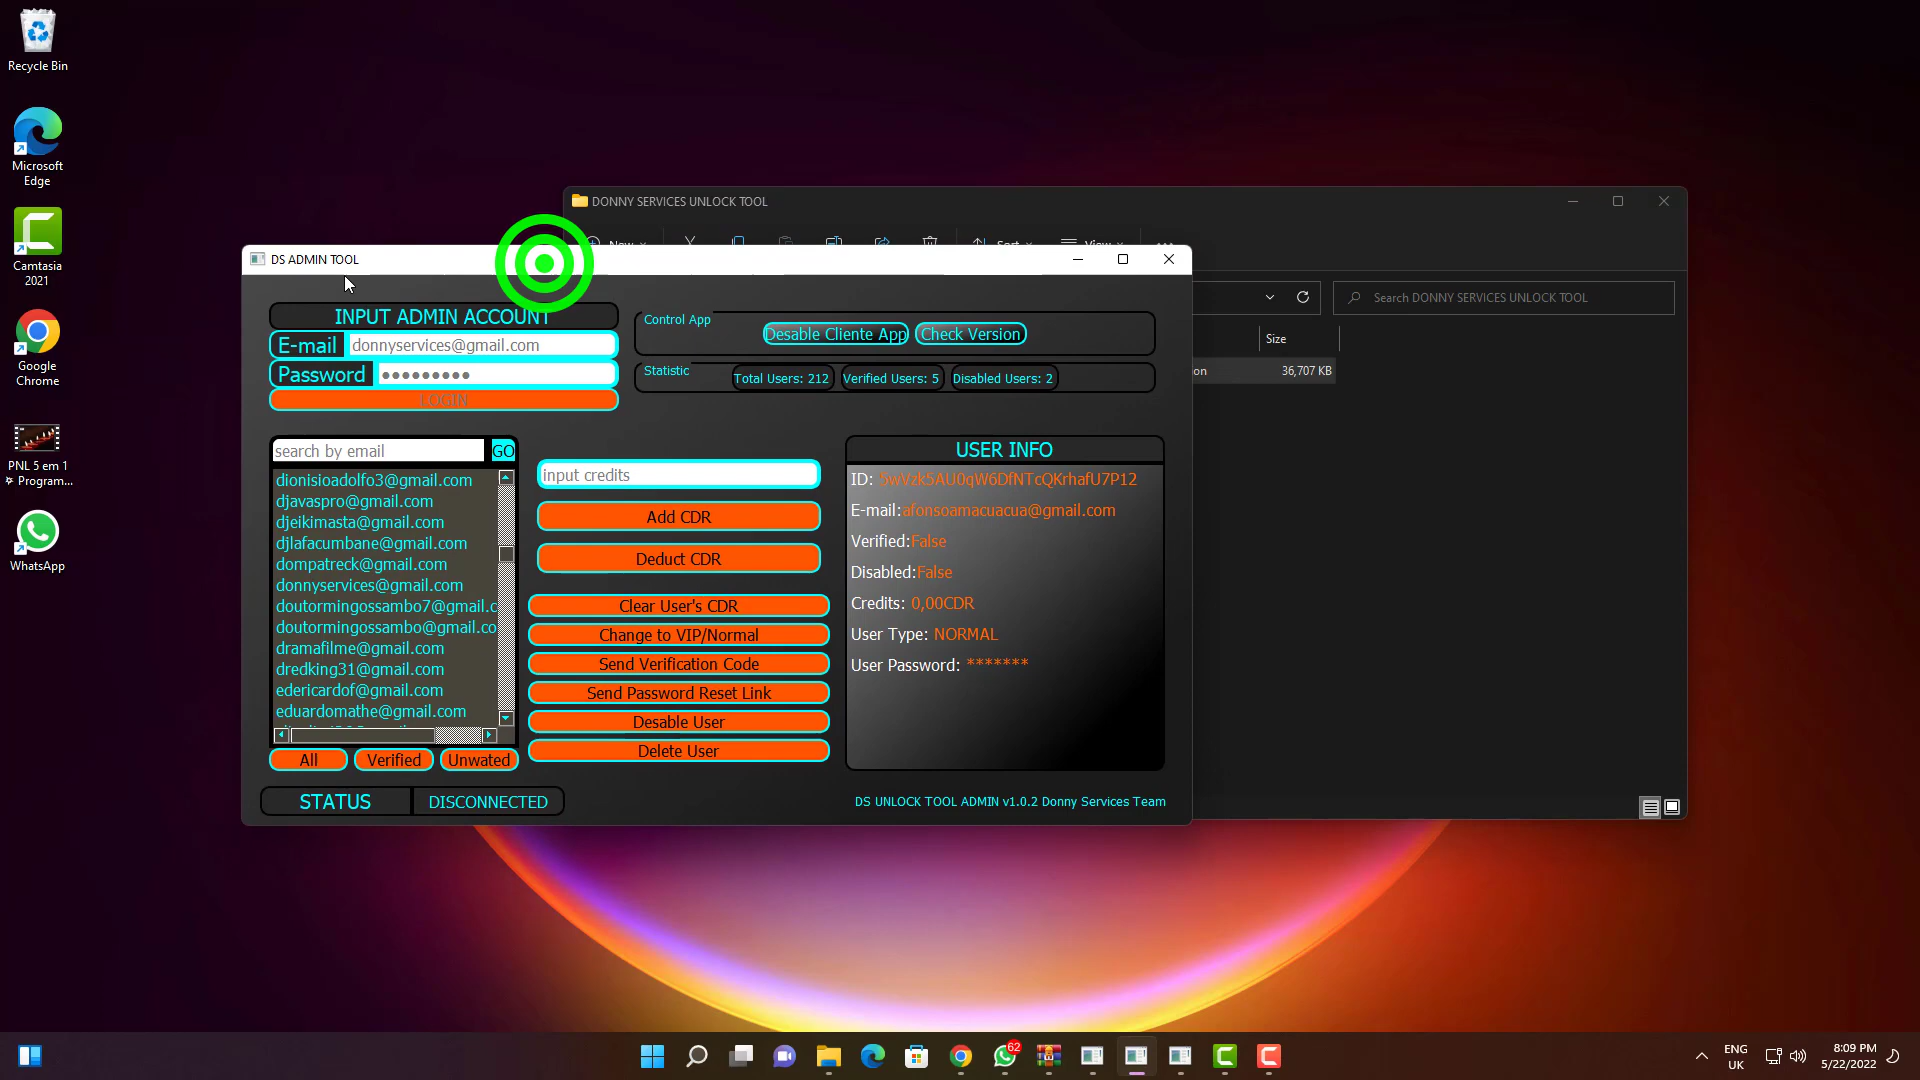 Recycle Bin
Microsoft
Edge
Camtasia
2021
Google
Chrome
PNL 5 em 1
Program...
WhatsApp
DONNY SERVICES UNLOCK TOOL
New
Sort
View
Search DONNY SERVICES UNLOCK TOOL
Size
on
36,707 KB
DS ADMIN TOOL
INPUT ADMIN ACCOUNT
E-mail donnyservices@gmail.com
Password ●●●●●●●●●
LOGIN
Control App
Desable Cliente App
Check Version
Statistic
Total Users: 212
Verified Users: 5
Disabled Users: 2
search by email
GO
dionisioadolfo3@gmail.com
djavaspro@gmail.com
djeikimasta@gmail.com
djlafacumbane@gmail.com
dompatreck@gmail.com
donnyservices@gmail.com
doutormingossambo7@gmail.c
doutormingossambo@gmail.co
dramafilme@gmail.com
dredking31@gmail.com
edericardof@gmail.com
eduardomathe@gmail.com
All
Verified
Unwated
input credits
Add CDR
Deduct CDR
Clear User's CDR
Change to VIP/Normal
Send Verification Code
Send Password Reset Link
Desable User
Delete User
USER INFO
ID: 5wVzk5AU0qW6DfNTcQKrhafU7P12
E-mail:afonsoamacuacua@gmail.com
Verified:False
Disabled:False
Credits: 0,00CDR
User Type: NORMAL
User Password: *******
STATUS
DISCONNECTED
DS UNLOCK TOOL ADMIN v1.0.2 Donny Services Team
62
ENG
UK
8:09 PM
5/22/2022